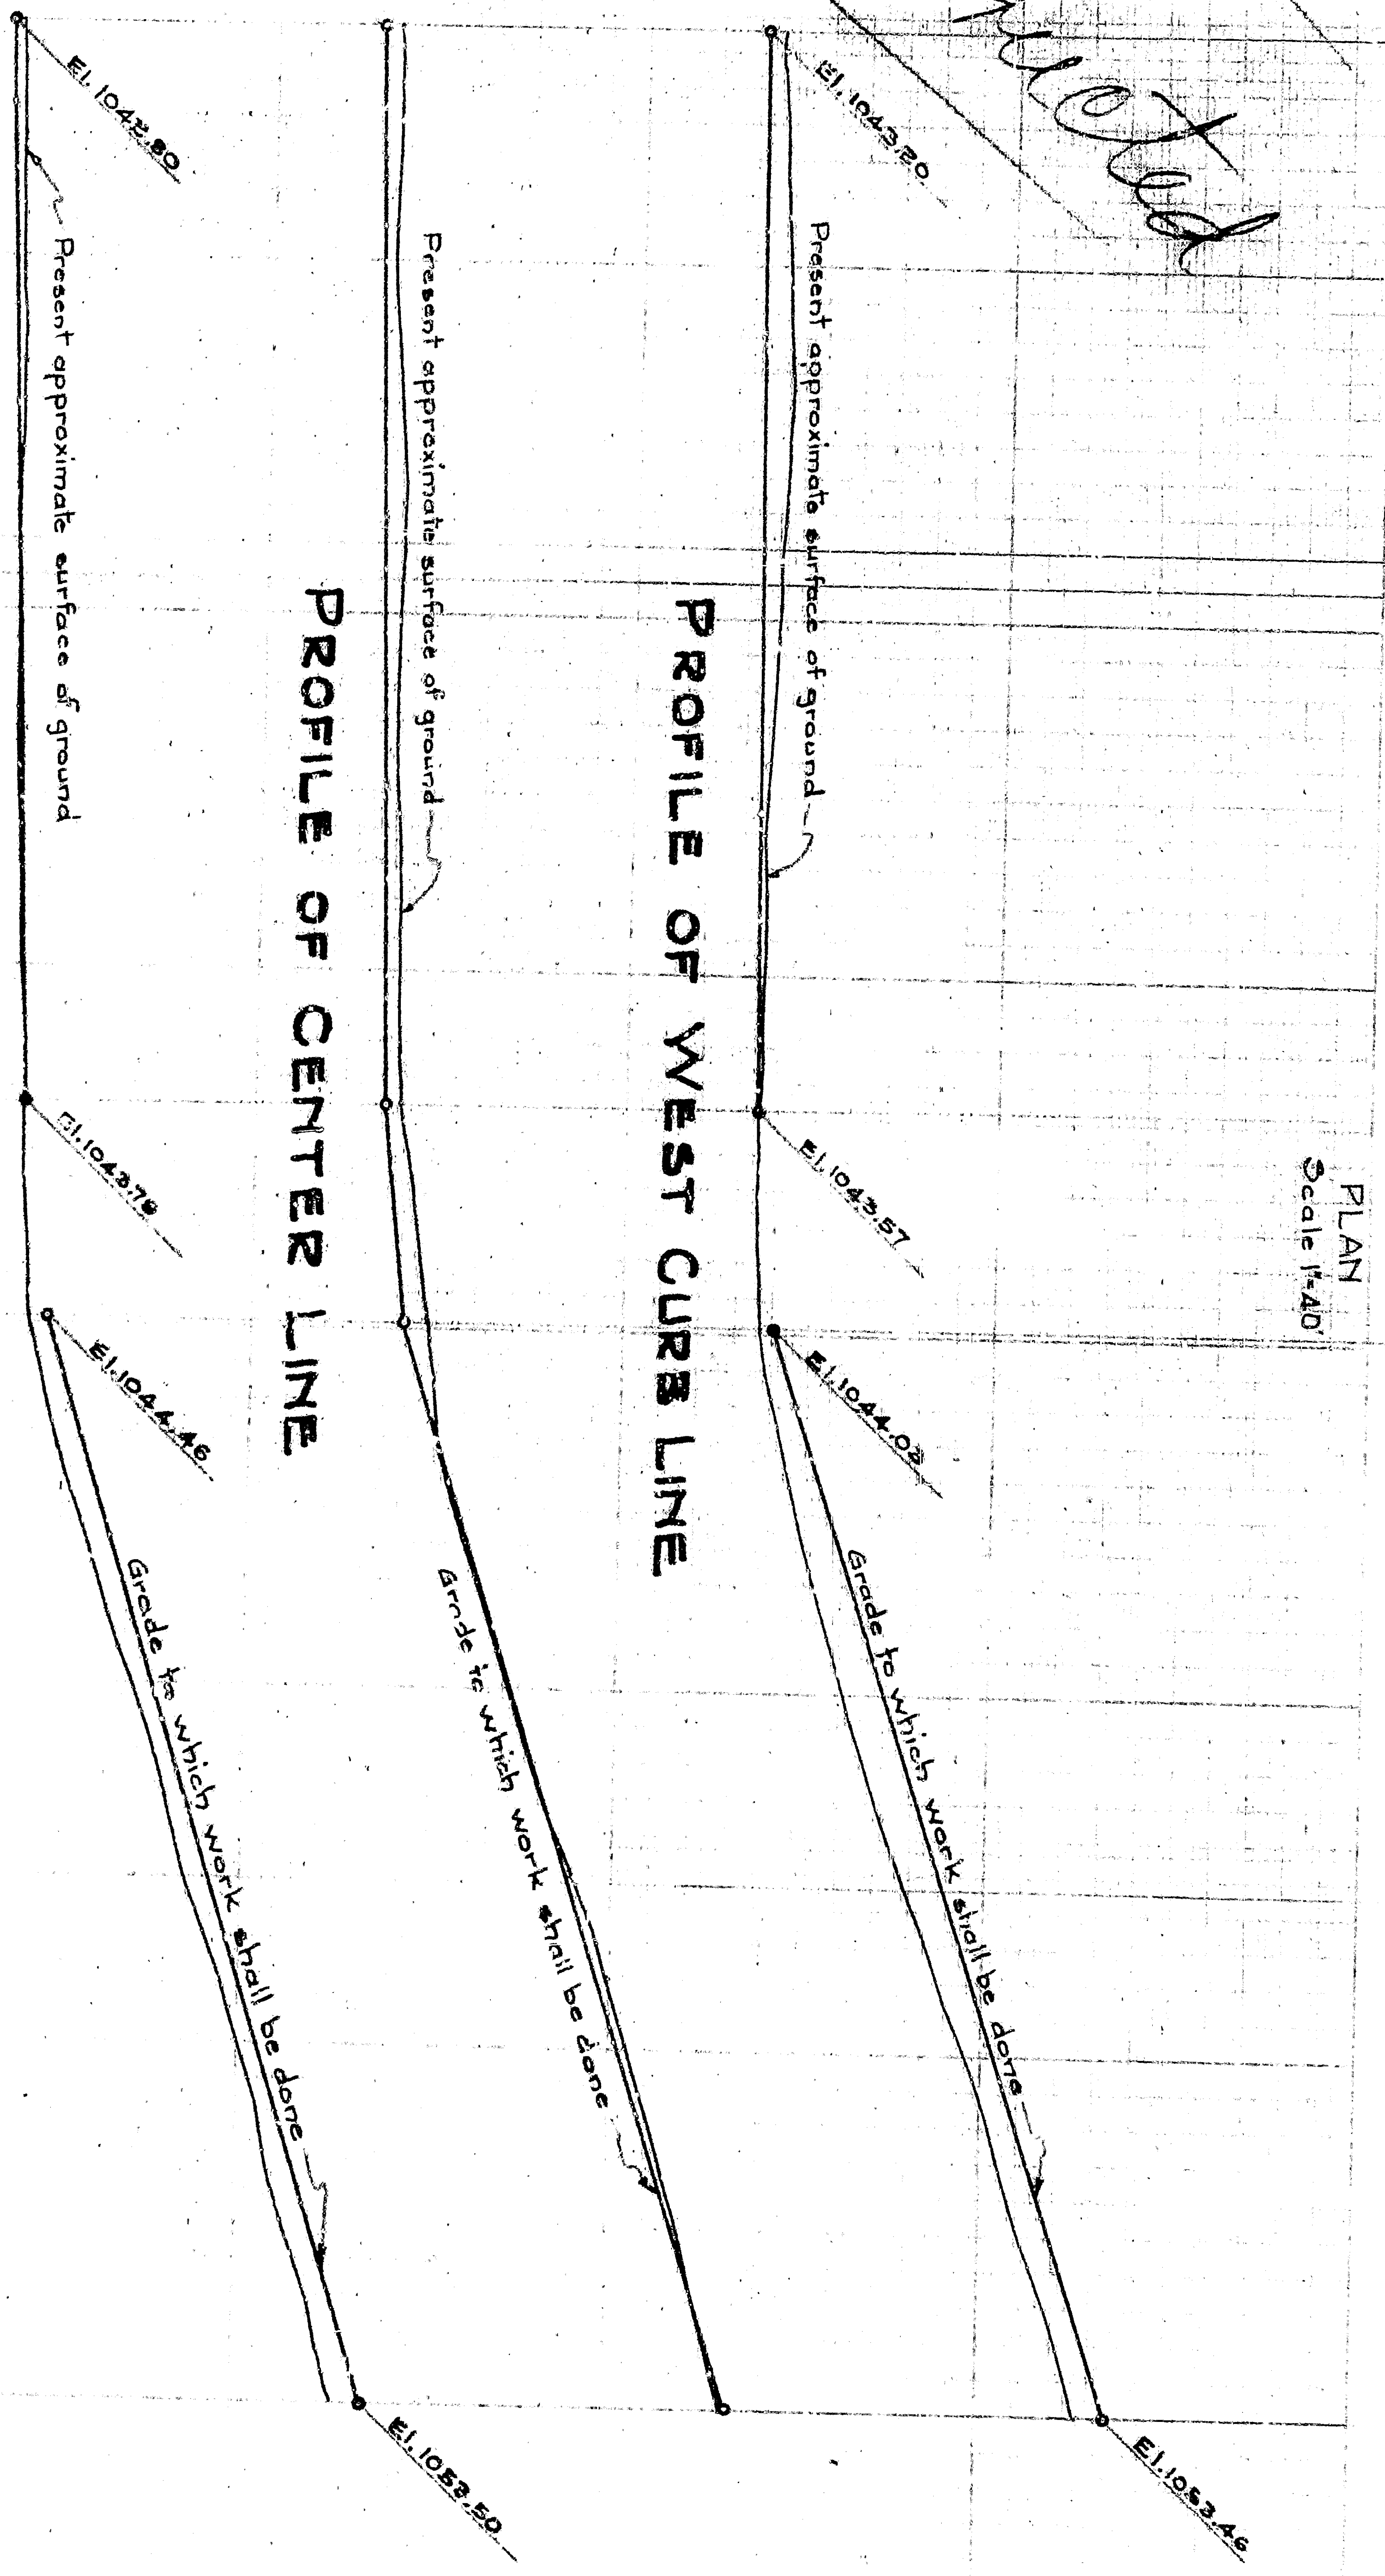 PLAN
Scale 1"=40'
El. 1043.20
Present approximate surface of ground
El. 1043.57
El. 1044.02
Grade to which work shall be done
El. 1053.46
PROFILE OF WEST CURB LINE
Present approximate surface of ground
Grade to which work shall be done
PROFILE OF CENTER LINE
El. 1042.80
Present approximate surface of ground
El. 1044.46
Grade to which work shall be done
El. 1053.50